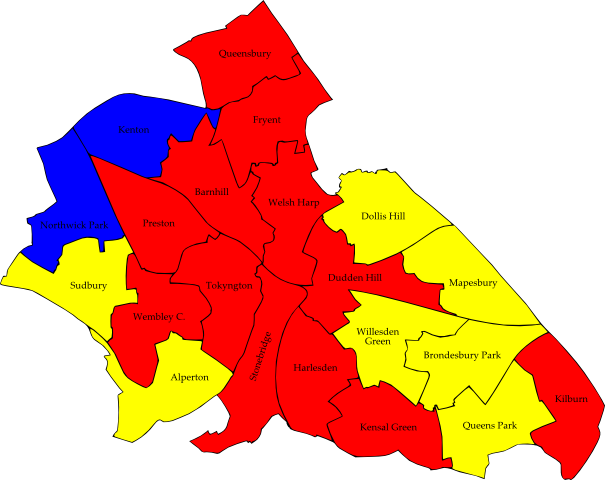 Queensbury
Fryent
Kenton
Barnhill
Welsh Harp
Dollis Hill
Northwick Park
Preston
Sudbury
Tokyngton
Dudden Hill
Mapesbury
Wembley C.
Willesden
Green
Brondesbury Park
Stonebridge
Harlesden
Alperton
Kilburn
Kensal Green
Queens Park